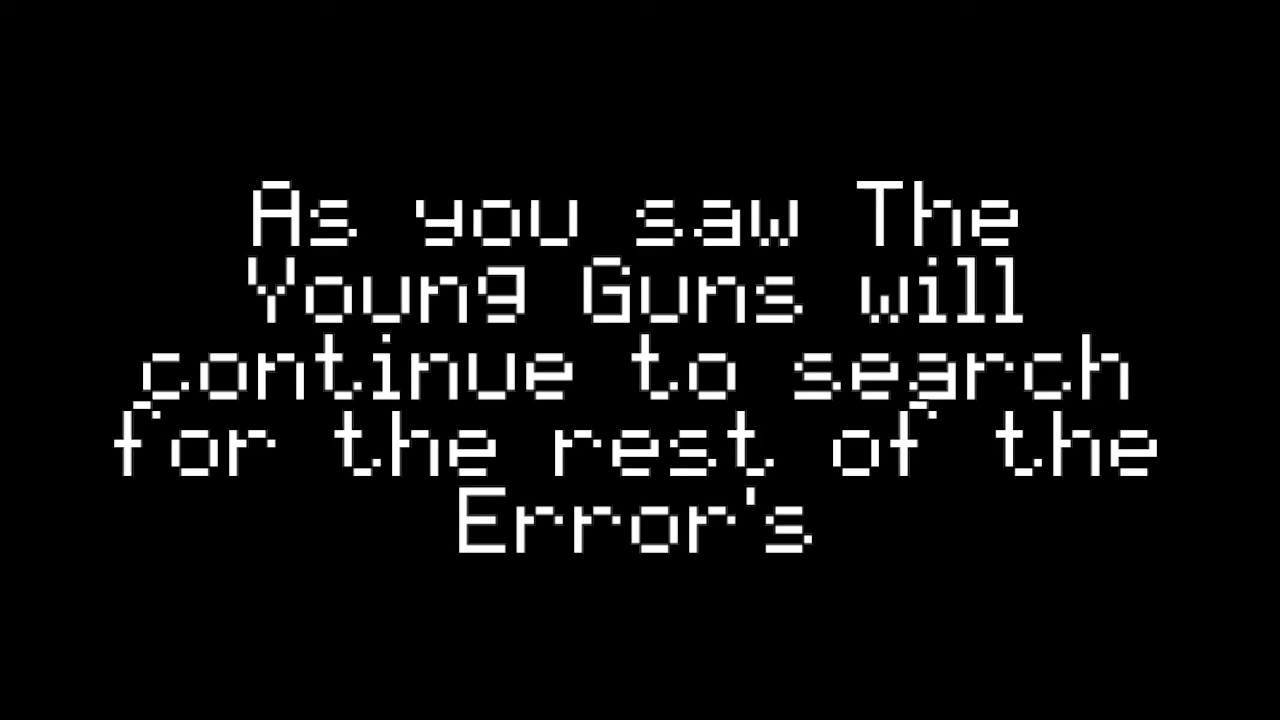 As you saw The
Young Guns will
continue to search
for the rest of the
Error's